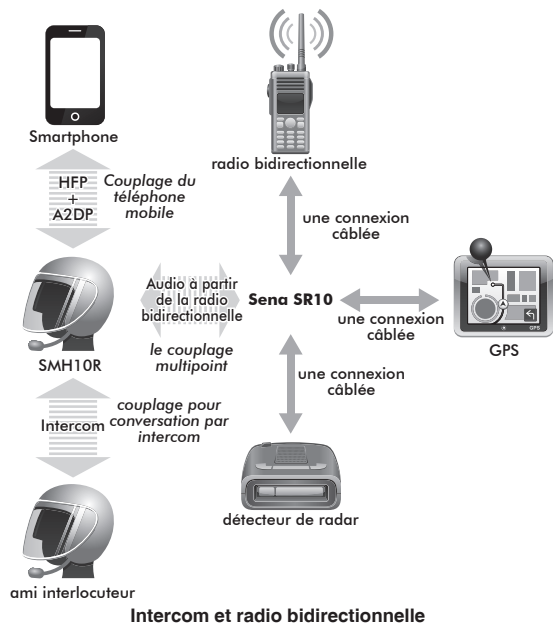 Smartphone
radio bidirectionnelle
HFP
+
A2DP
Couplage du
téléphone
mobile
une connexion
câblée
Audio à partir
de la radio
bidirectionnelle
Sena SR10
une connexion
câblée
GPS
GPS
SMH10R
le couplage
multipoint
une connexion
câblée
Intercom
couplage pour
conversation par
intercom
détecteur de radar
ami interlocuteur
Intercom et radio bidirectionnelle